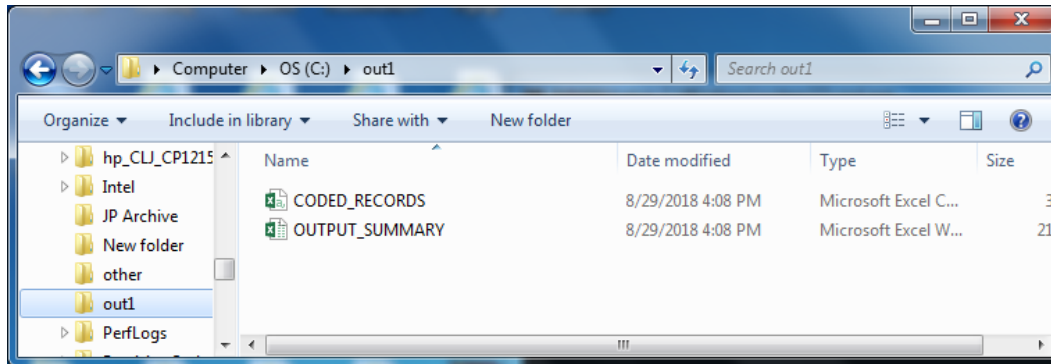 Computer OS (C:) out1 Search out1
Organize Include in library Share with New folder
hp_CLJ_CP1215
Intel
JP Archive
New folder
other
out1
PerfLogs
Name Date modified Type Size
CODED_RECORDS 8/29/2018 4:08 PM Microsoft Excel C... 3
OUTPUT_SUMMARY 8/29/2018 4:08 PM Microsoft Excel W... 21